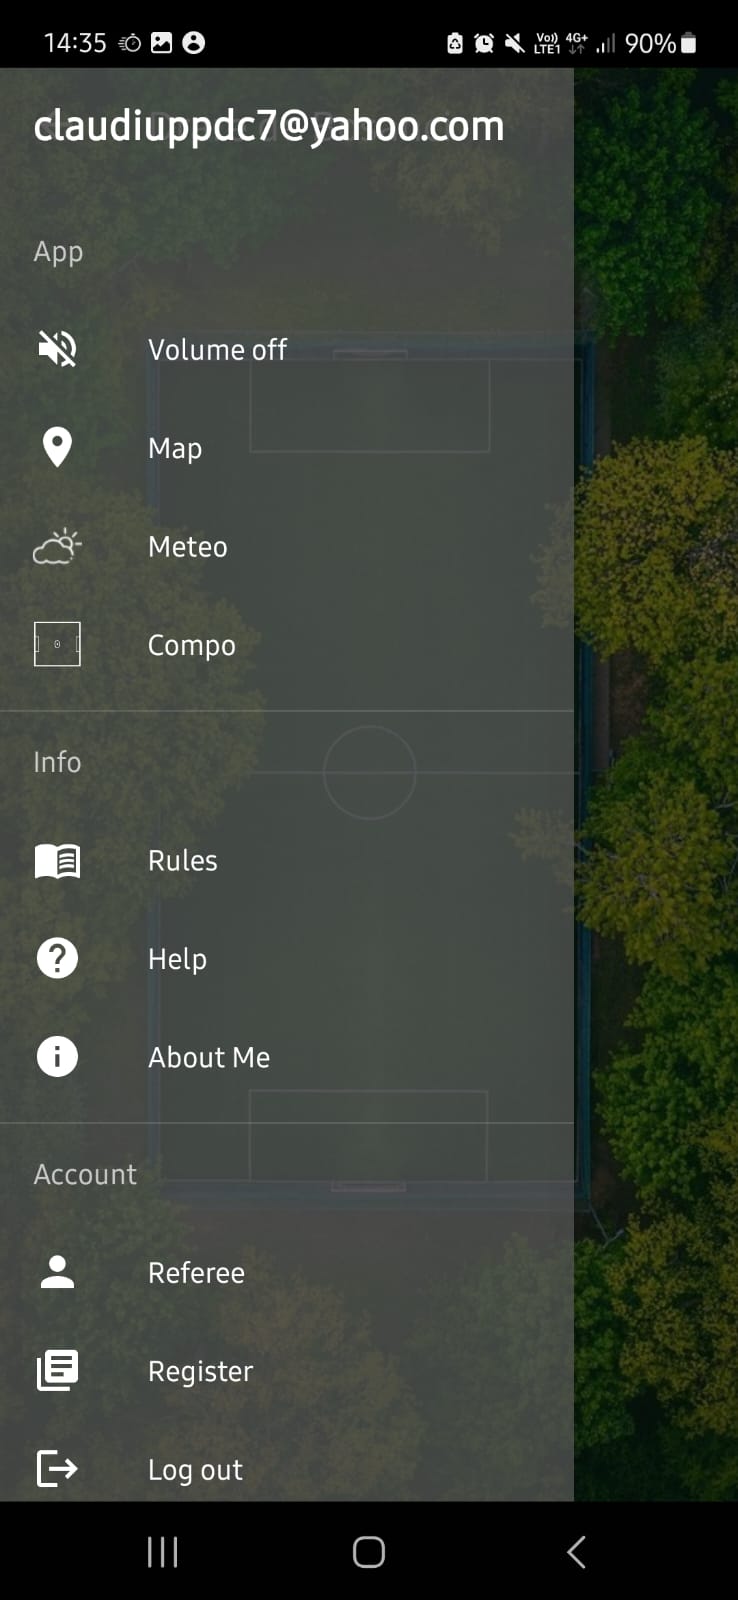 14:35 Vo) LTE1 4G+ 90%
claudiuppdc7@yahoo.com
App
Volume off
Map
Meteo
Compo
Info
Rules
Help
About Me
Account
Referee
Register
Log out